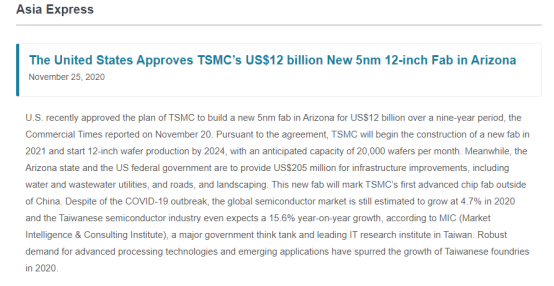 Asia Express
The United States Approves TSMC's US$12 billion New 5nm 12-inch Fab in Arizona
November 25, 2020
U.S. recently approved the plan of TSMC to build a new 5nm fab in Arizona for US$12 billion over a nine-year period, the
Commercial Times reported on November 20. Pursuant to the agreement, TSMC will begin the construction of a new fab in
2021 and start 12-inch wafer production by 2024, with an anticipated capacity of 20,000 wafers per month. Meanwhile, the
Arizona state and the US federal government are to provide US$205 million for infrastructure improvements, including
water and wastewater utilities, and roads, and landscaping. This new fab will mark TSMC's first advanced chip fab outside
of China. Despite of the COVID-19 outbreak, the global semiconductor market is still estimated to grow at 4.7% in 2020
and the Taiwanese semiconductor industry even expects a 15.6% year-on-year growth, according to MIC (Market
Intelligence & Consulting Institute), a major government think tank and leading IT research institute in Taiwan. Robust
demand for advanced processing technologies and emerging applications have spurred the growth of Taiwanese foundries
in 2020.